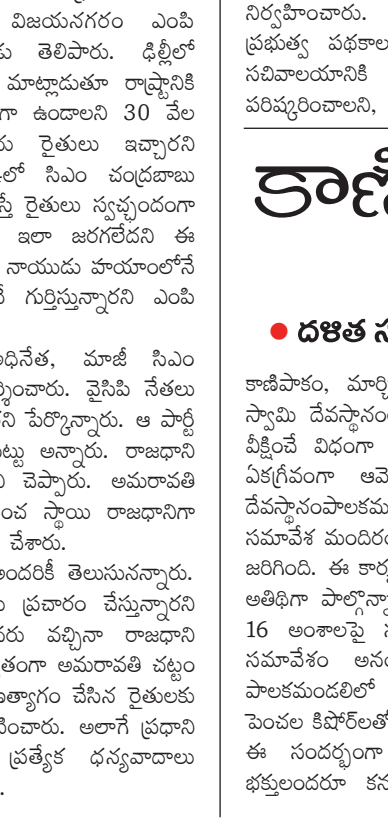 విజయనగరం ఎంపి
తెలిపారు. ఢిల్లీలో
మాట్లాడుతూ రాష్ట్రానికి
ఉండాలని 30 వేల
రైతులు ఇచ్చారని
సిఎం చంద్రబాబు
రైతులు స్వచ్ఛందంగా
ఇలా జరగలేదని ఈ
నాయుడు హయాంలోనే
గుర్తిస్తున్నారని ఎంపి
మాజీ సిఎం
వైసిపి నేతలు
పేర్కొన్నారు. ఆ పార్టీ
అన్నారు. రాజధాని
చెప్పారు. అమరావతి
స్థాయి రాజధానిగా
చేశారు.
తెలుసునన్నారు.
ప్రచారం చేస్తున్నారని
వచ్చినా రాజధాని
అమరావతి చట్టం
చేసిన రైతులకు
అలాగే ప్రధాని
ప్రత్యేక ధన్యవాదాలు
నిర్వహించారు.
ప్రభుత్వ పథకాల
సచివాలయానికి
పరిష్కరించాలని,
కాణి
• దళిత స
కాణిపాకం, మార్చి
స్వామి దేవస్థానం
వీక్షించే విధంగా
ఏకగ్రీవంగా ఆమె
దేవస్థానంపాలకమ
సమావేశ మందిరం
జరిగింది. ఈ కార్య
అతిథిగా పాల్గొన్నా
16 అంశాలపై
సమావేశం అనం
పాలకమండలిలో
పెంచల కిషోర్‌లతో
ఈ సందర్భంగా
భక్తులందరూ కన